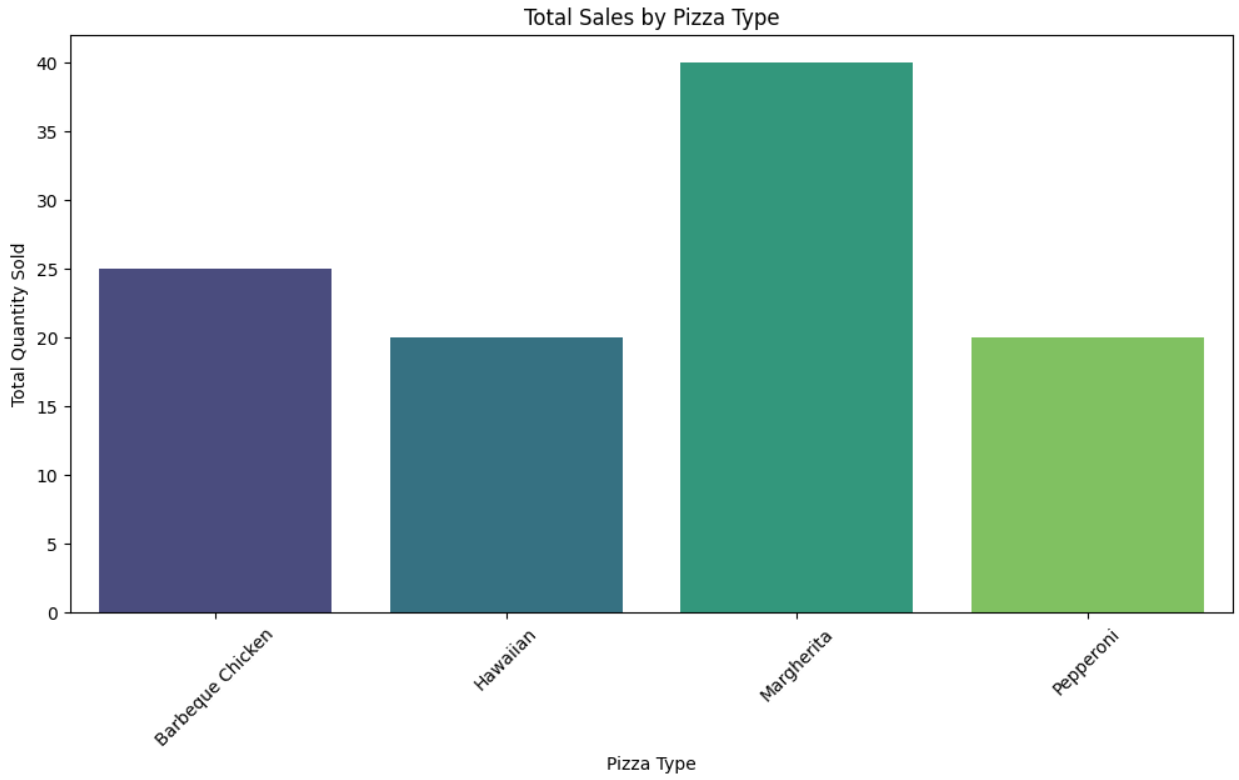 Total Sales by Pizza Type
Total Quantity Sold
40
35
30
25
20
15
10
5
0
Barbeque Chicken
Hawaiian
Margherita
Pepperoni
Pizza Type